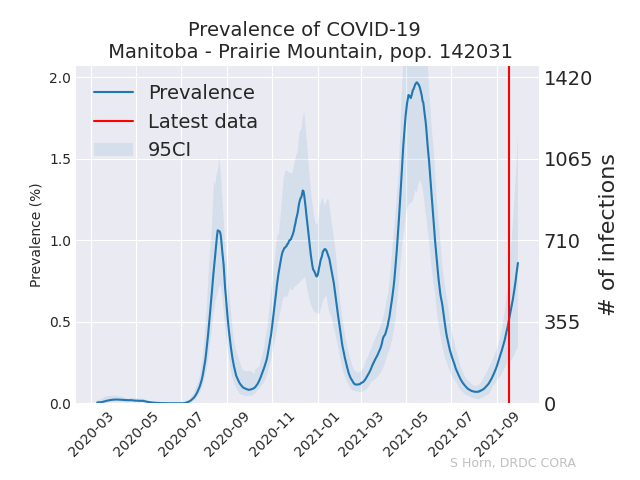 Prevalence of COVID-19
Manitoba - Prairie Mountain, pop. 142031
Prevalence
Latest data
95CI
Prevalence (%)
2.0
1.5
1.0
0.5
0.0
1420
1065
710
355
0
# of infections
2020-03
2020-05
2020-07
2020-09
2020-11
2021-01
2021-03
2021-05
2021-07
2021-09
S Horn, DRDC CORA